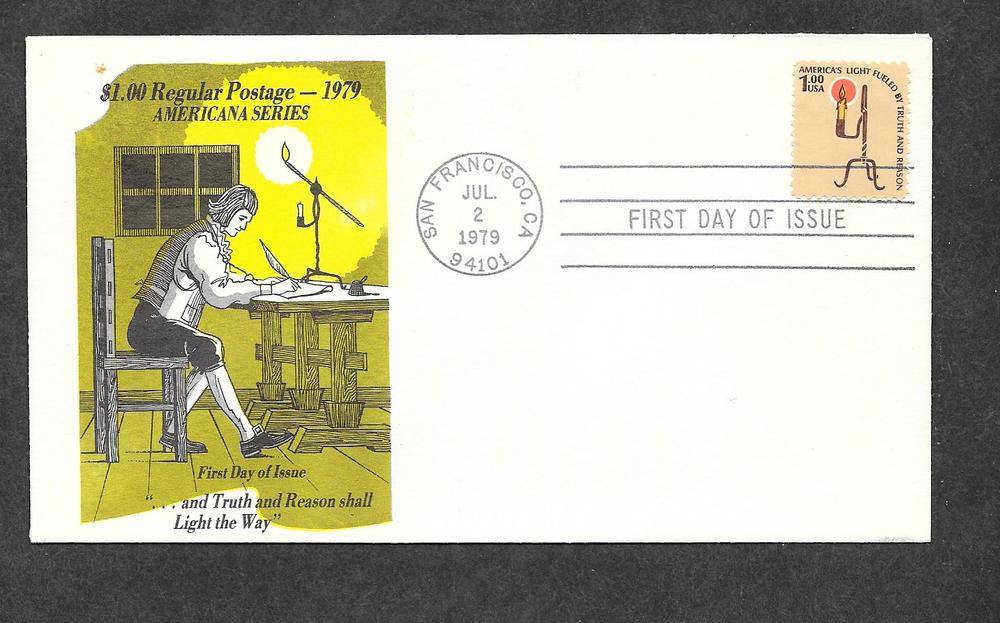 $1.00 Regular Postage — 1979
AMERICANA SERIES
First Day of Issue
“. . . and Truth and Reason shall
Light the Way”
SAN FRANCISCO, CA
JUL.
2
1979
94101
FIRST DAY OF ISSUE
AMERICA'S LIGHT FUELED BY TRUTH AND REASON
1.00
USA